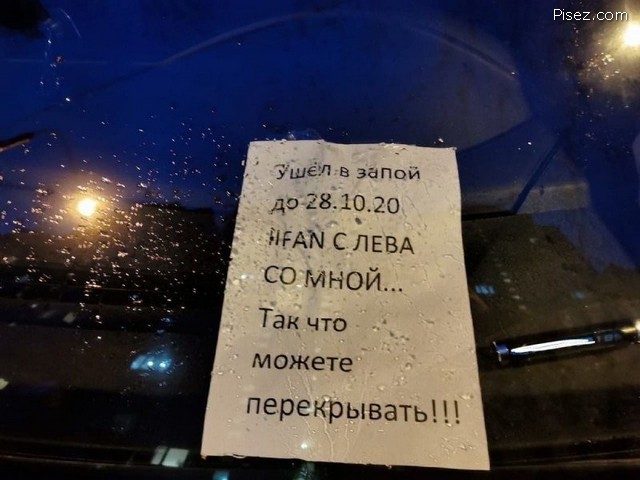 Pisez.com
Ушёл в запой
до 28.10.20
lIFAN С ЛЕВА
СО МНОЙ...
Так что
можете
перекрывать!!!